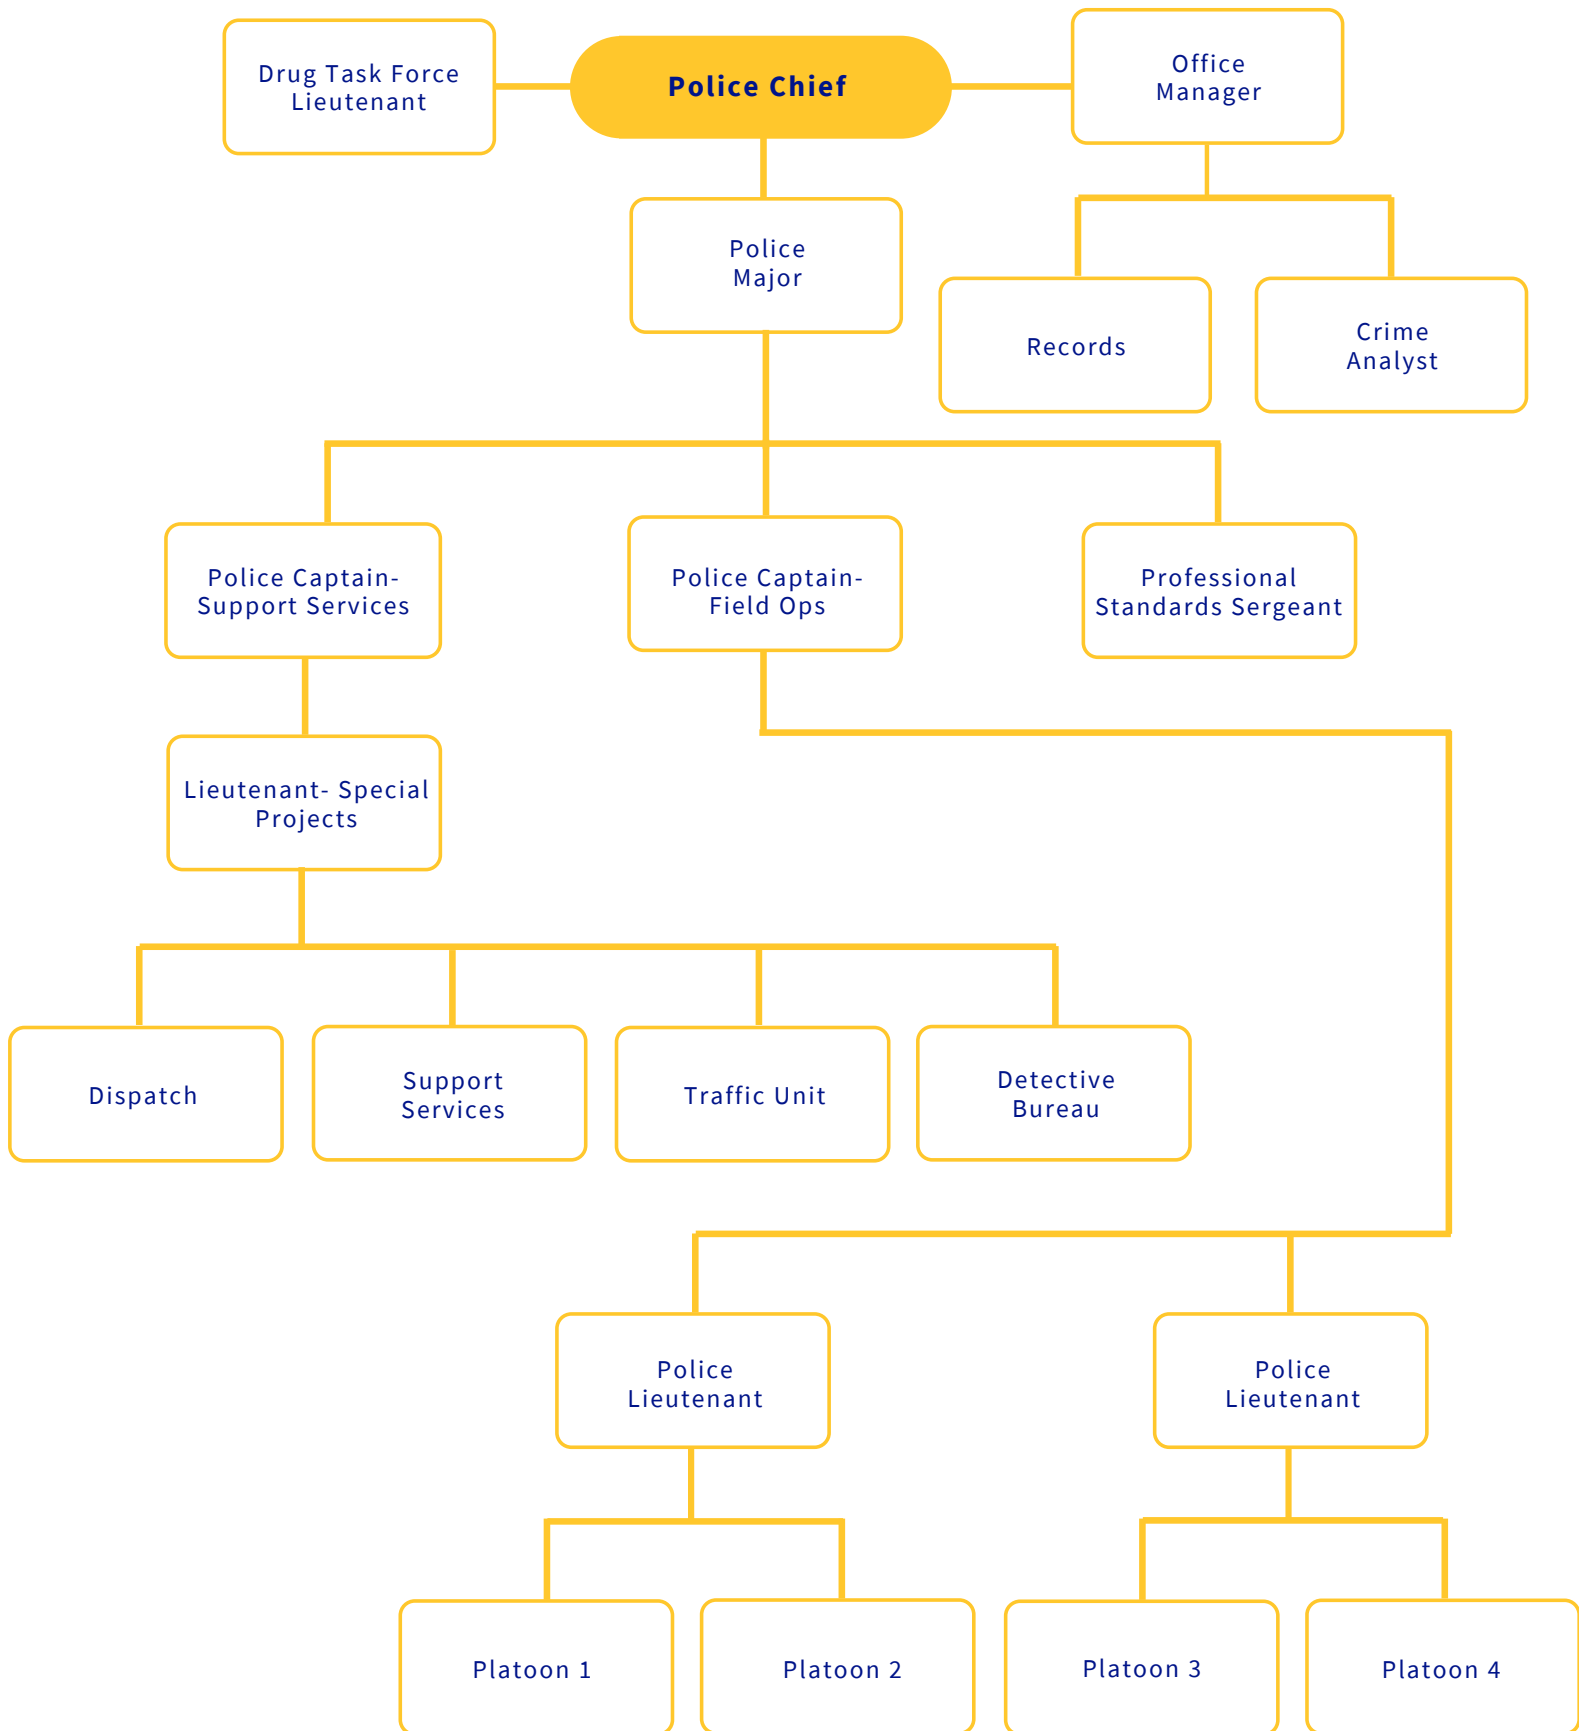 Drug Task Force
Lieutenant
Police Chief
Office
Manager
Police
Major
Records
Crime
Analyst
Police Captain-
Support Services
Police Captain-
Field Ops
Professional
Standards Sergeant
Lieutenant- Special
Projects
Dispatch
Support
Services
Traffic Unit
Detective
Bureau
Police
Lieutenant
Police
Lieutenant
Platoon 1
Platoon 2
Platoon 3
Platoon 4